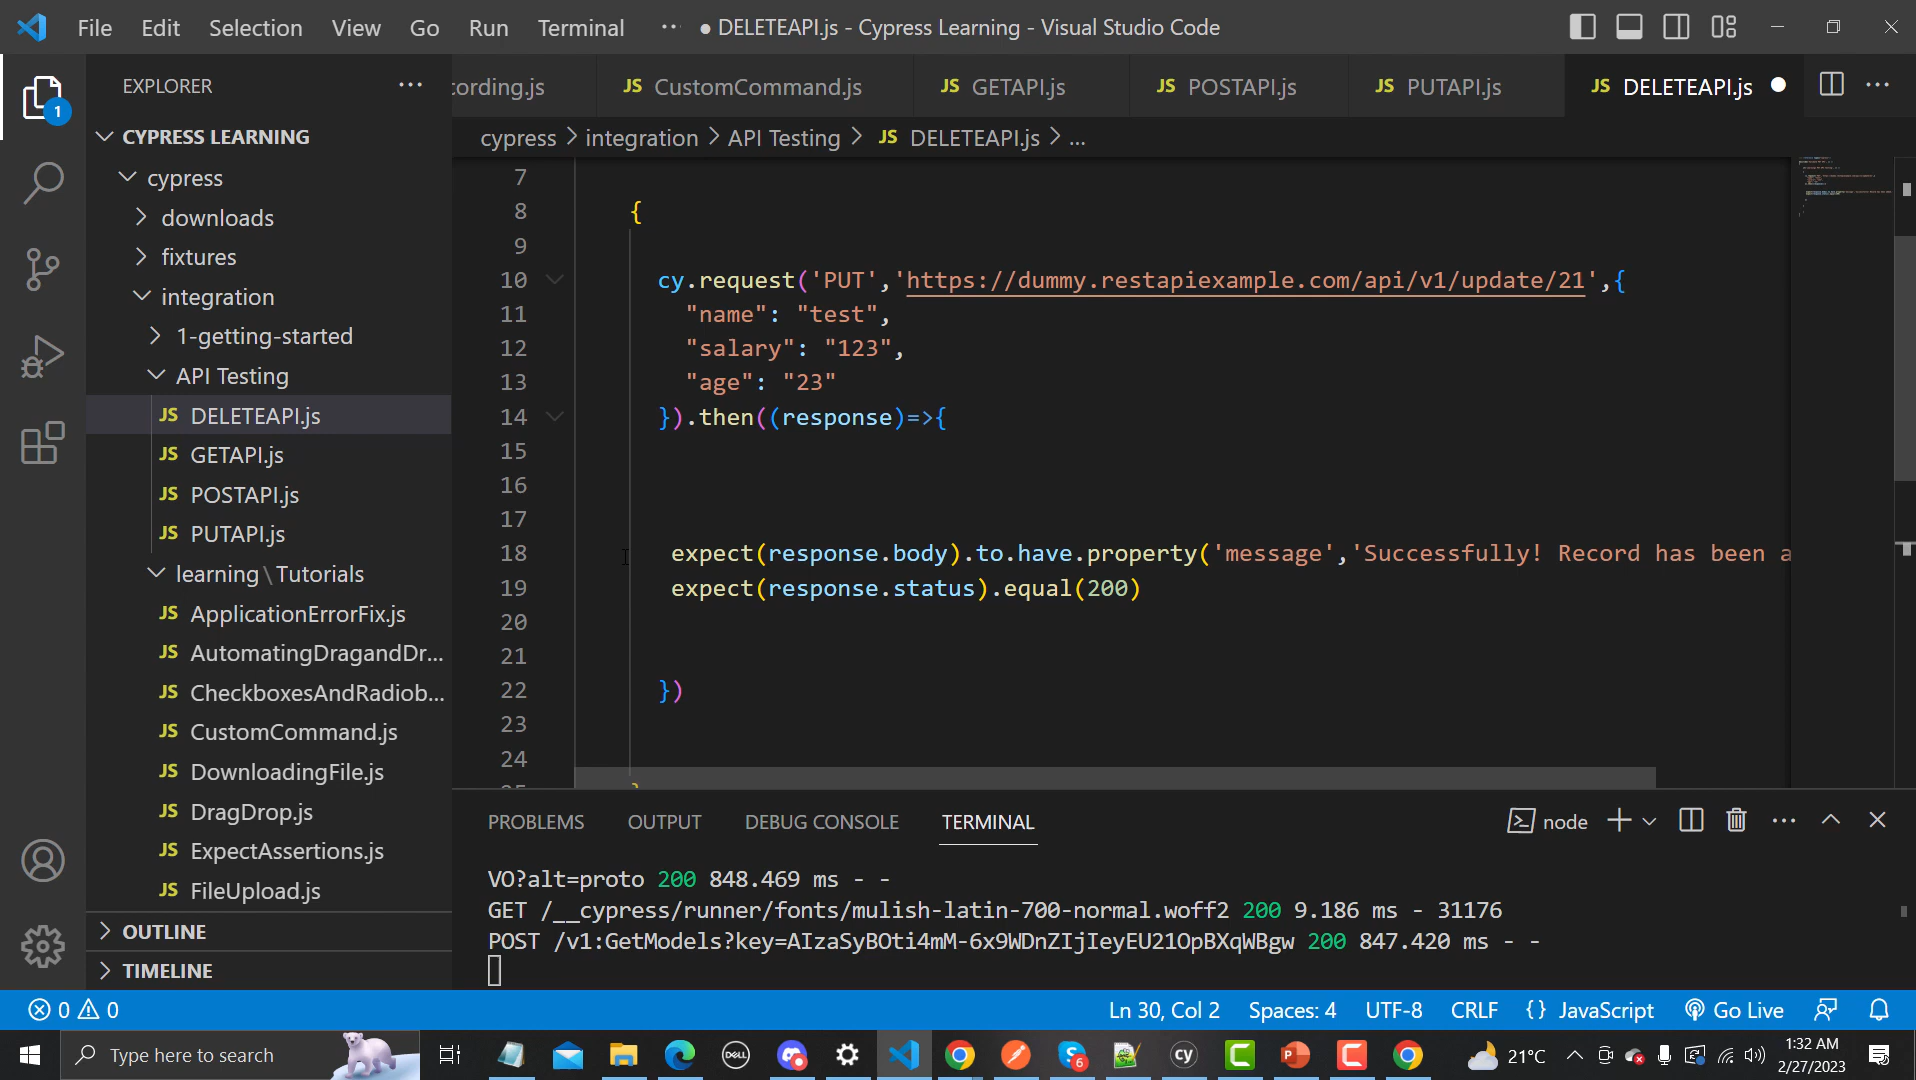 File Edit Selection View Go Run Terminal ··· ● DELETEAPI.js - Cypress Learning - Visual Studio Code
EXPLORER ···
1
cording.js JS CustomCommand.js JS GETAPI.js JS POSTAPI.js JS PUTAPI.js JS DELETEAPI.js
CYPRESS LEARNING
cypress > integration > API Testing > JS DELETEAPI.js > ...
cypress
downloads
fixtures
integration
1-getting-started
API Testing
JS DELETEAPI.js
JS GETAPI.js
JS POSTAPI.js
JS PUTAPI.js
learning\Tutorials
JS ApplicationErrorFix.js
JS AutomatingDragandDr...
JS CheckboxesAndRadiob...
JS CustomCommand.js
JS DownloadingFile.js
JS DragDrop.js
JS ExpectAssertions.js
JS FileUpload.js
OUTLINE
TIMELINE
7
8 {
9
10 cy.request('PUT','https://dummy.restapiexample.com/api/v1/update/21',{
11 "name": "test",
12 "salary": "123",
13 "age": "23"
14 }).then((response)=>{
15
16
17
18 expect(response.body).to.have.property('message','Successfully! Record has been a
19 expect(response.status).equal(200)
20
21
22 })
23
24
PROBLEMS OUTPUT DEBUG CONSOLE TERMINAL node
VO?alt=proto 200 848.469 ms - -
GET /__cypress/runner/fonts/mulish-latin-700-normal.woff2 200 9.186 ms - 31176
POST /v1:GetModels?key=AIzaSyBOti4mM-6x9WDnZIjIeyEU21OpBXqWBgw 200 847.420 ms - -
0 0 Ln 30, Col 2 Spaces: 4 UTF-8 CRLF {} JavaScript Go Live
Type here to search DELL 6 cy 21°C 1:32 AM
2/27/2023